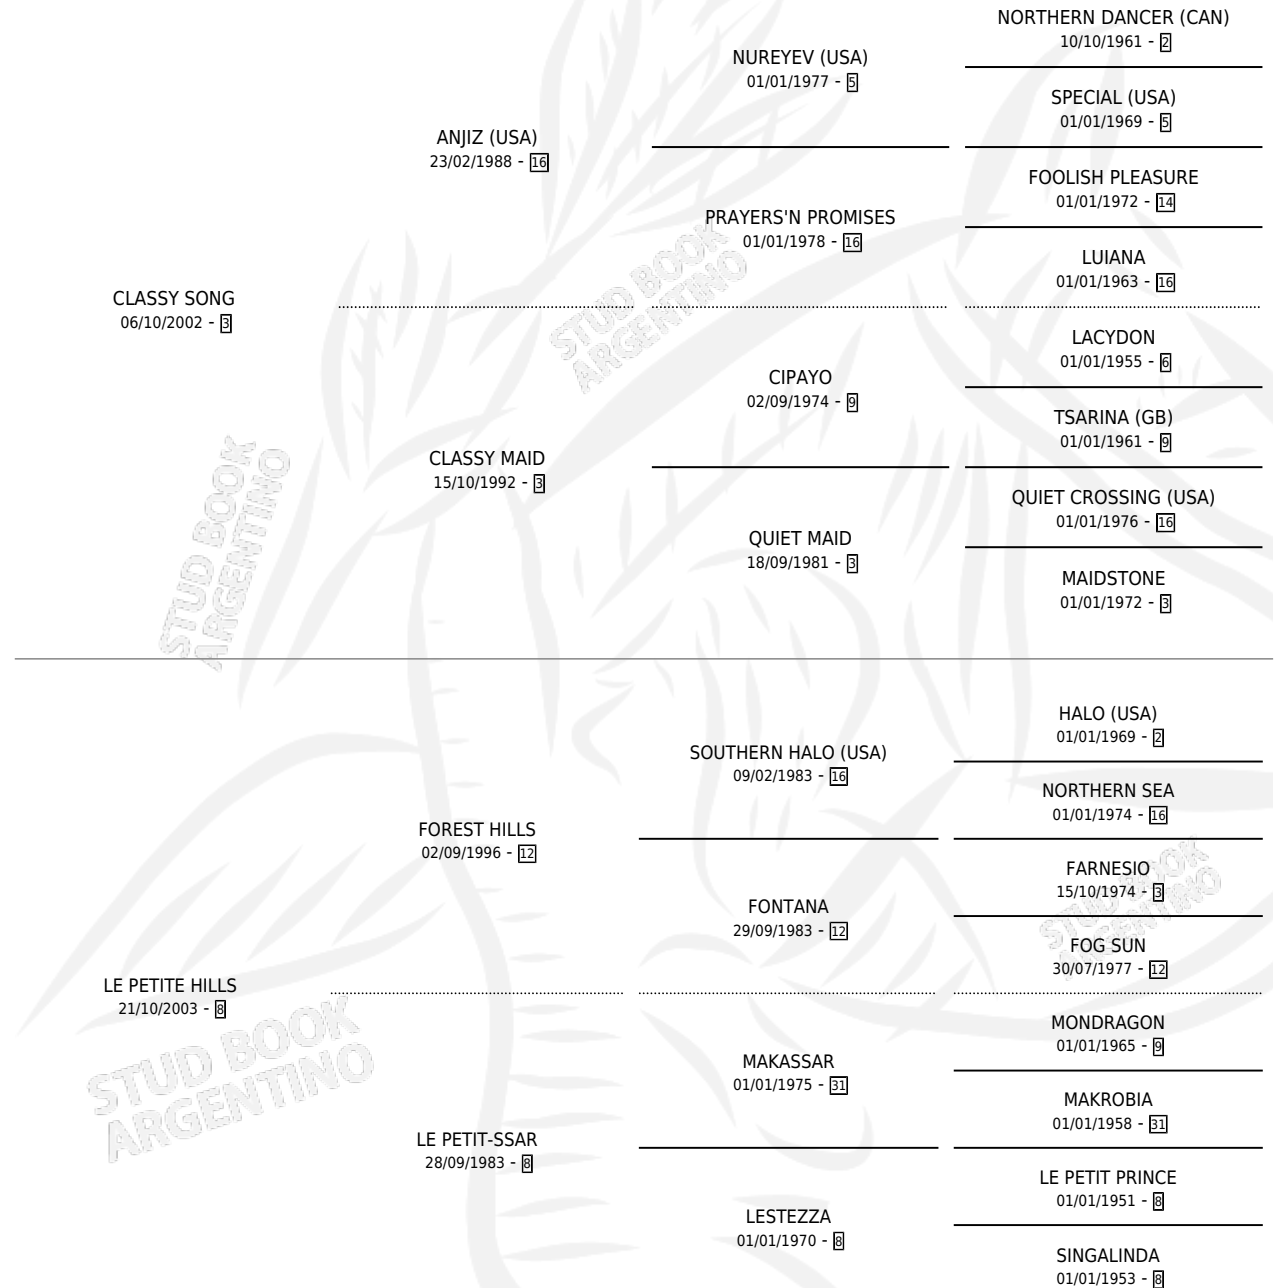 NORTHERN DANCER (CAN)
10/10/1961 - 2
NUREYEV (USA)
01/01/1977 - 5
SPECIAL (USA)
01/01/1969 - 5
ANJIZ (USA)
23/02/1988 - 16
FOOLISH PLEASURE
01/01/1972 - 14
PRAYERS'N PROMISES
01/01/1978 - 16
LUIANA
01/01/1963 - 16
CLASSY SONG
06/10/2002 - 3
STUD BOOK
ARGENTINO
LACYDON
01/01/1955 - 6
CIPAYO
02/09/1974 - 9
TSARINA (GB)
01/01/1961 - 9
CLASSY MAID
15/10/1992 - 3
QUIET CROSSING (USA)
01/01/1976 - 16
QUIET MAID
18/09/1981 - 3
MAIDSTONE
01/01/1972 - 3
STUD BOOK
ARGENTINO
HALO (USA)
01/01/1969 - 2
SOUTHERN HALO (USA)
09/02/1983 - 16
NORTHERN SEA
01/01/1974 - 16
FOREST HILLS
02/09/1996 - 12
FARNESIO
15/10/1974 - 3
FONTANA
29/09/1983 - 12
FOG SUN
30/07/1977 - 12
STUD BOOK
ARGENTINO
LE PETITE HILLS
21/10/2003 - 8
STUD BOOK
ARGENTINO
MONDRAGON
01/01/1965 - 9
MAKASSAR
01/01/1975 - 31
MAKROBIA
01/01/1958 - 31
LE PETIT-SSAR
28/09/1983 - 8
LE PETIT PRINCE
01/01/1951 - 8
LESTEZZA
01/01/1970 - 8
SINGALINDA
01/01/1953 - 8